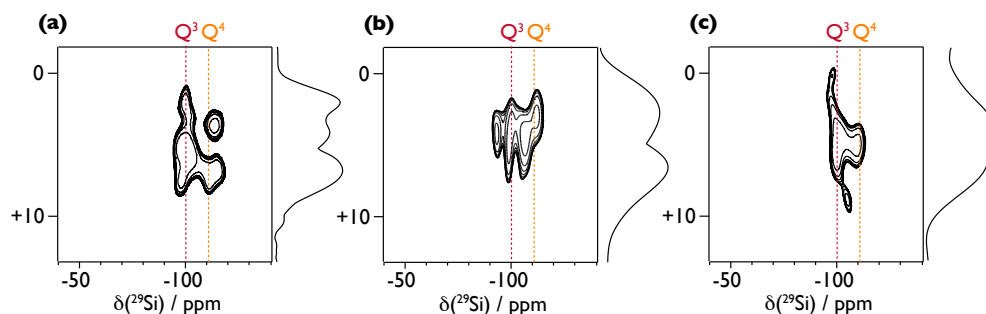 (a)
Q³ Q⁴
0
+10
-50
-100
δ(²⁹Si) / ppm
(b)
Q³ Q⁴
0
+10
-50
-100
δ(²⁹Si) / ppm
(c)
Q³ Q⁴
0
+10
-50
-100
δ(²⁹Si) / ppm